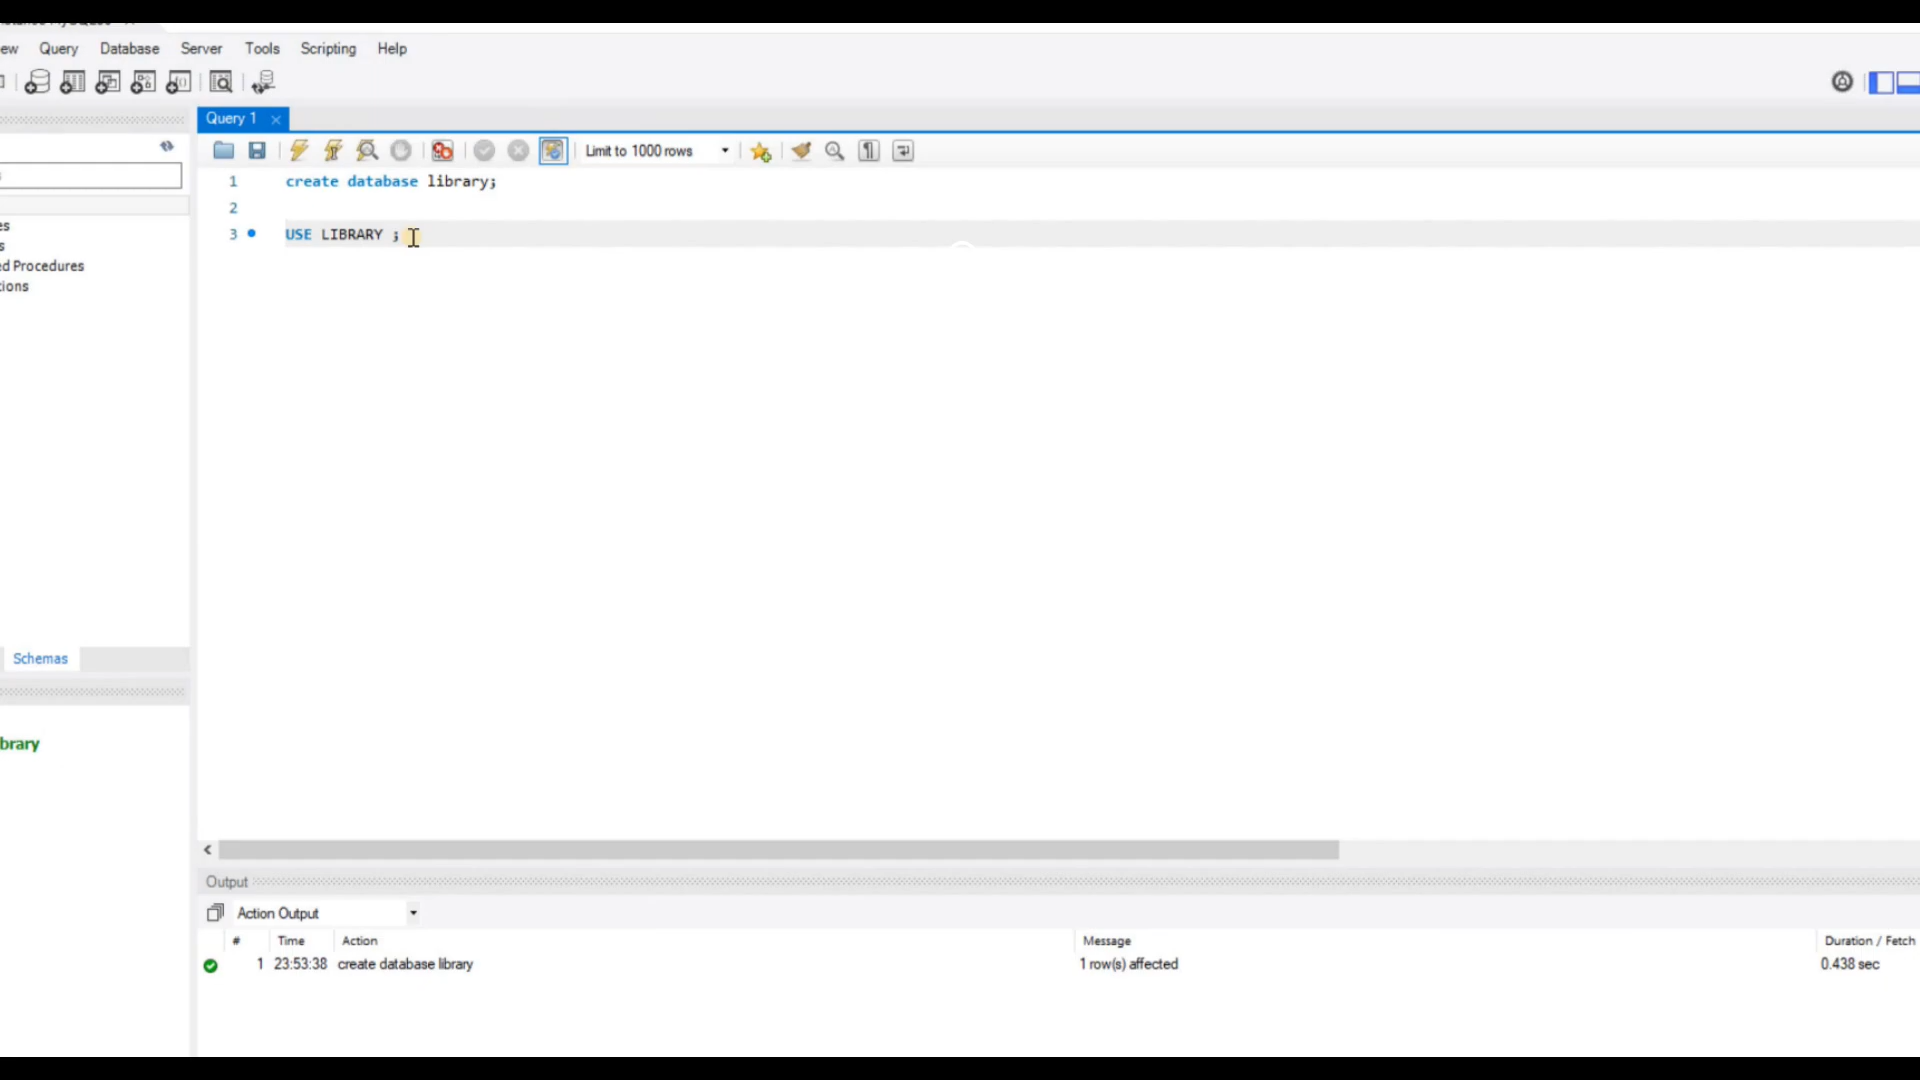 Query Database Server Tools Scripting Help
Query 1
Limit to 1000 rows
1 create database library;
2
3 USE LIBRARY ;
ed Procedures
Schemas
brary
Output
Action Output
# Time Action Message Duration / Fetch
1 23:53:38 create database library 1 row(s) affected 0.438 sec